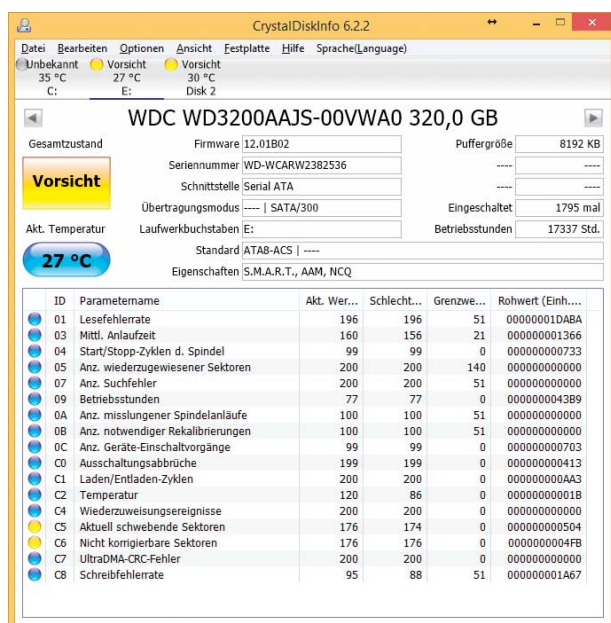 CrystalDiskInfo 6.2.2
Datei Bearbeiten Optionen Ansicht Festplatte Hilfe Sprache(Language)
Unbekannt Vorsicht Vorsicht
35 °C 27 °C 30 °C
C: E: Disk 2
WDC WD3200AAJS-00VWA0 320,0 GB
Gesamtzustand Firmware 12.01B02 Puffergröße 8192 KB
Vorsicht Seriennummer WD-WCARW2382536 ---- ----
Schnittstelle Serial ATA ---- ----
Übertragungsmodus ---- | SATA/300 Eingeschaltet 1795 mal
Akt. Temperatur Laufwerkbuchstaben E: Betriebsstunden 17337 Std.
27 °C Standard ATA8-ACS | ----
Eigenschaften S.M.A.R.T., AAM, NCQ
ID Parametername Akt. Wer... Schlecht... Grenzwe... Rohwert (Einh....
01 Lesefehlerrate 196 196 51 00000001DABA
03 Mittl. Anlaufzeit 160 156 21 000000001366
04 Start/Stopp-Zyklen d. Spindel 99 99 0 000000000733
05 Anz. wiederzugewiesener Sektoren 200 200 140 000000000000
07 Anz. Suchfehler 200 200 51 000000000000
09 Betriebsstunden 77 77 0 0000000043B9
0A Anz. misslungener Spindelanläufe 100 100 51 000000000000
0B Anz. notwendiger Rekalibrierungen 100 100 51 000000000000
0C Anz. Geräte-Einschaltvorgänge 99 99 0 000000000703
C0 Ausschaltungsabbrüche 199 199 0 000000000413
C1 Laden/Entladen-Zyklen 200 200 0 000000000AA3
C2 Temperatur 120 86 0 00000000001B
C4 Wiederzuweisungsereignisse 200 200 0 000000000000
C5 Aktuell schwebende Sektoren 176 174 0 000000000504
C6 Nicht korrigierbare Sektoren 176 176 0 0000000004FB
C7 UltraDMA-CRC-Fehler 200 200 0 000000000000
C8 Schreibfehlerrate 95 88 51 000000001A67